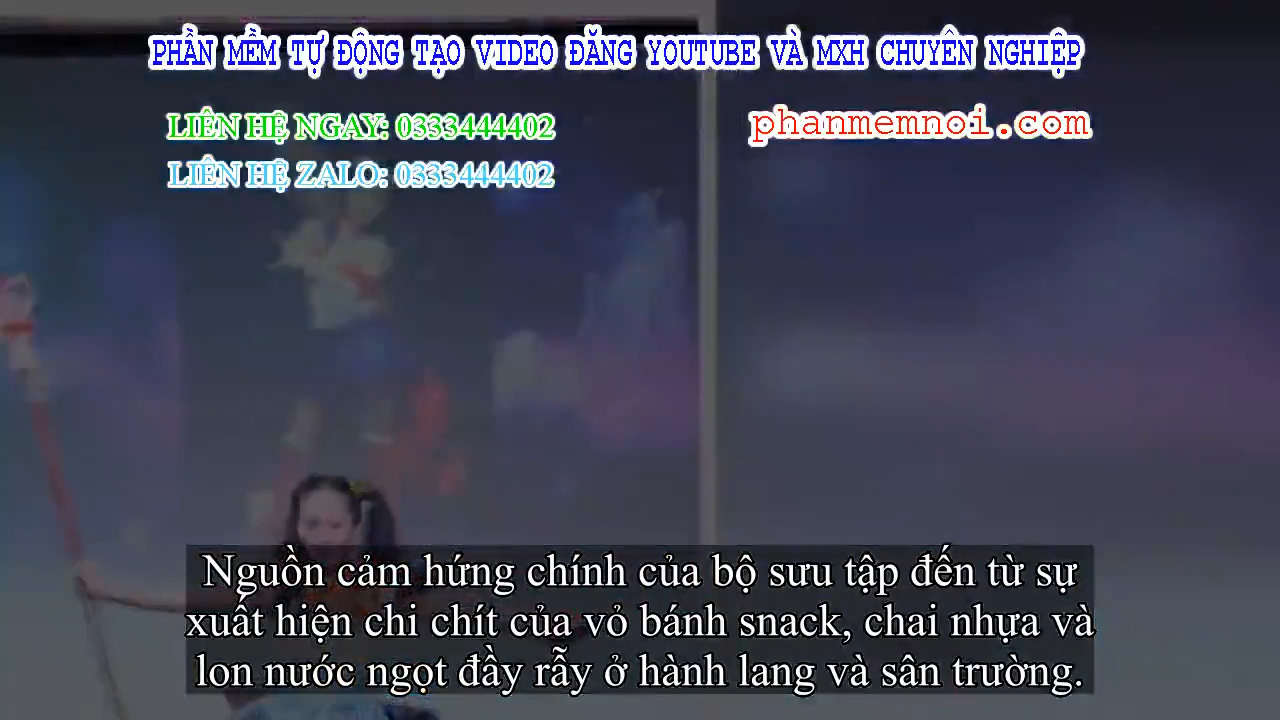 PHẦN MỀM TỰ ĐỘNG TẠO VIDEO ĐĂNG YOUTUBE VÀ MXH CHUYÊN NGHIỆP
LIÊN HỆ NGAY: 0333444402
phanmemnoi.com
LIÊN HỆ ZALO: 0333444402
Nguồn cảm hứng chính của bộ sưu tập đến từ sự
xuất hiện chi chít của vỏ bánh snack, chai nhựa và
lon nước ngọt đầy rẫy ở hành lang và sân trường.